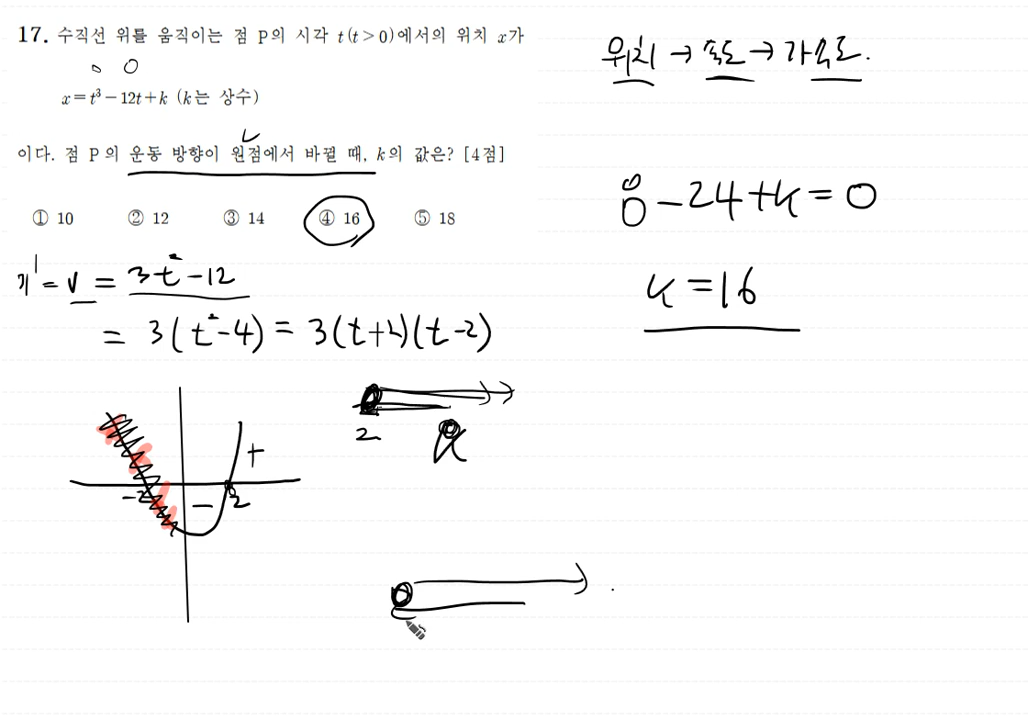 17. 수직선 위를 움직이는 점 P의 시각 t(t>0)에서의 위치 x가
0 0
x=t³-12t+k (k는 상수)
이다. 점 P의 운동 방향이 원점에서 바뀔 때, k의 값은? [4점]
① 10 ② 12 ③ 14 ④ 16 ⑤ 18
위치 → 속도 → 가속도.
8-24+k=0
k=16
x'=v=3t²-12
=3(t²-4)=3(t+2)(t-2)
2
+
-2 - 2